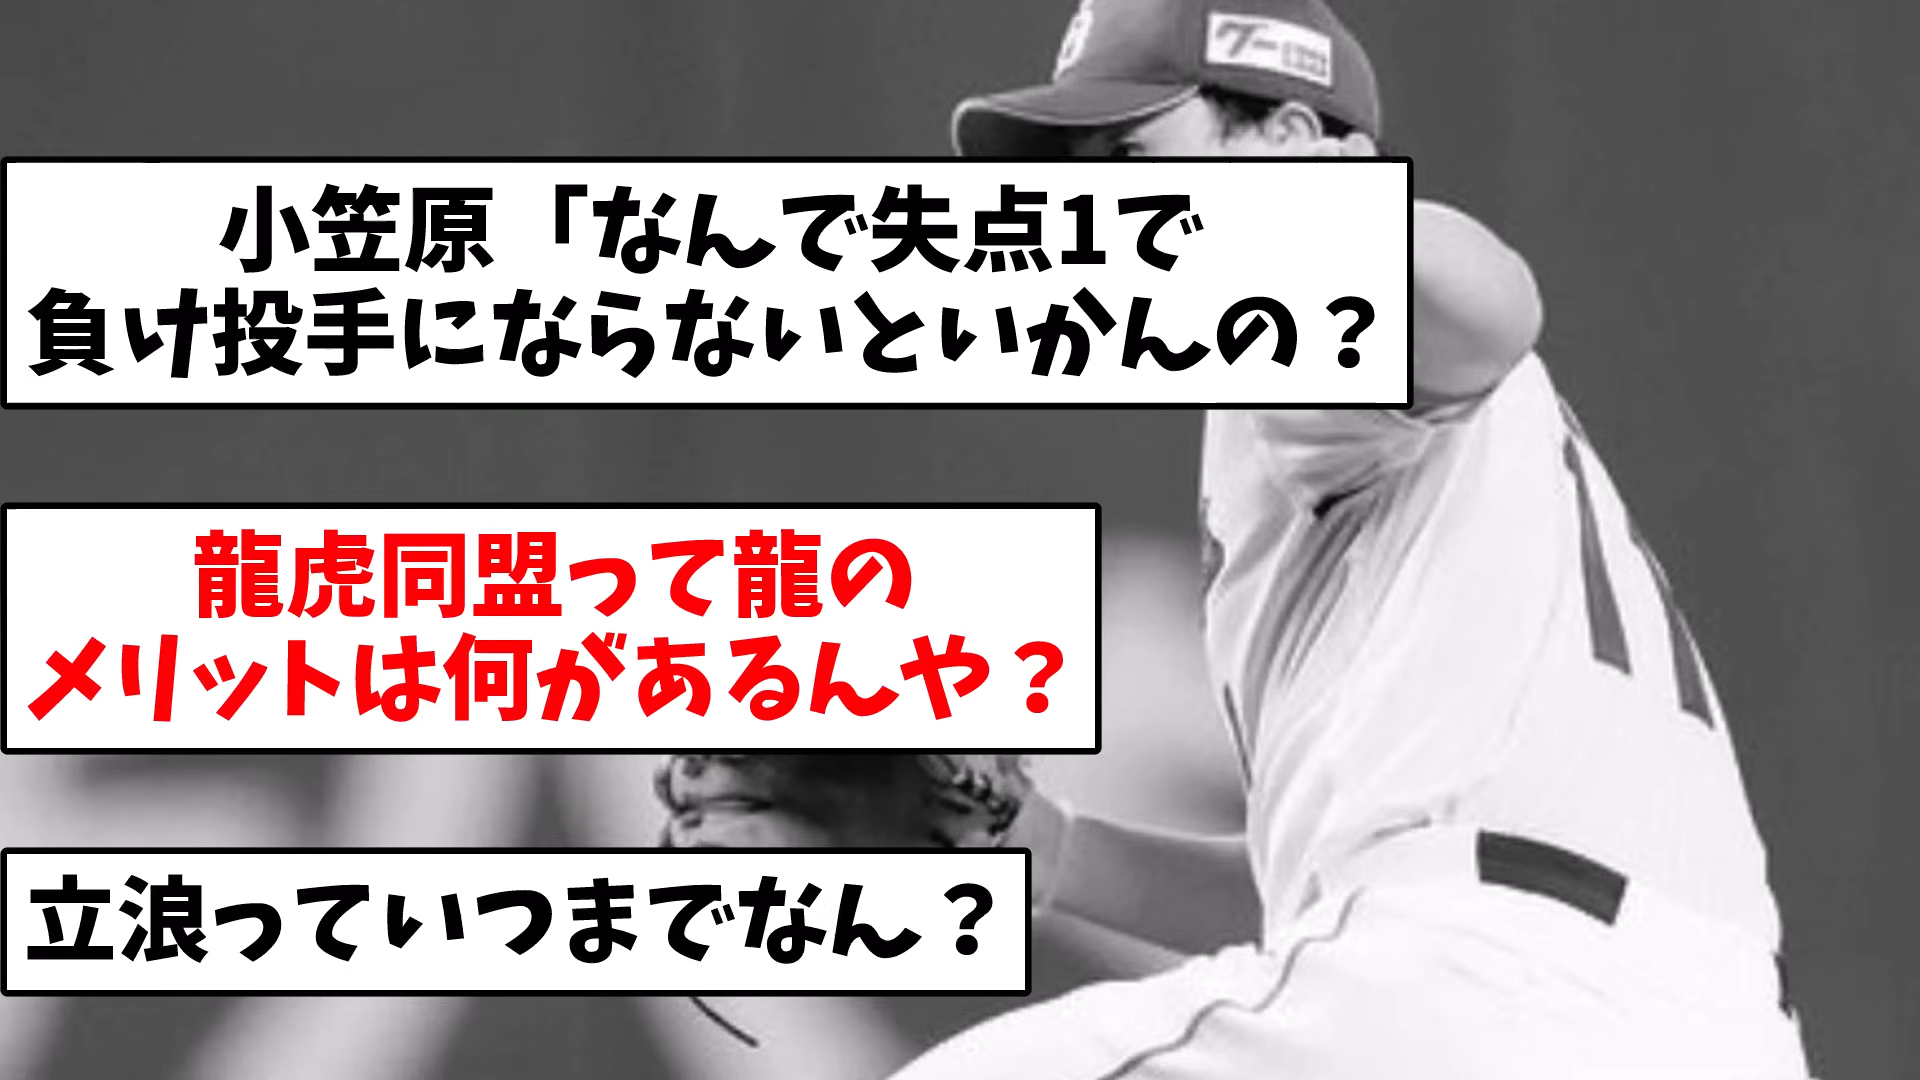 小笠原「なんで失点1で
負け投手にならないといかんの？
龍虎同盟って龍の
メリットは何があるんや？
立浪っていつまでなん？